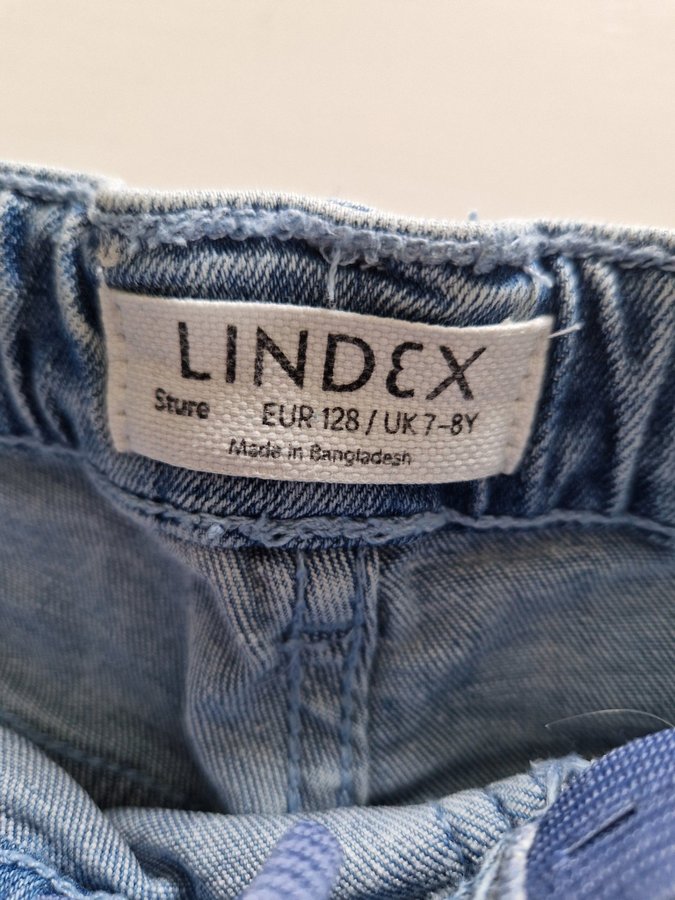 LINDEX
Sture EUR 128 / UK 7-8Y
Made in Bangladesh